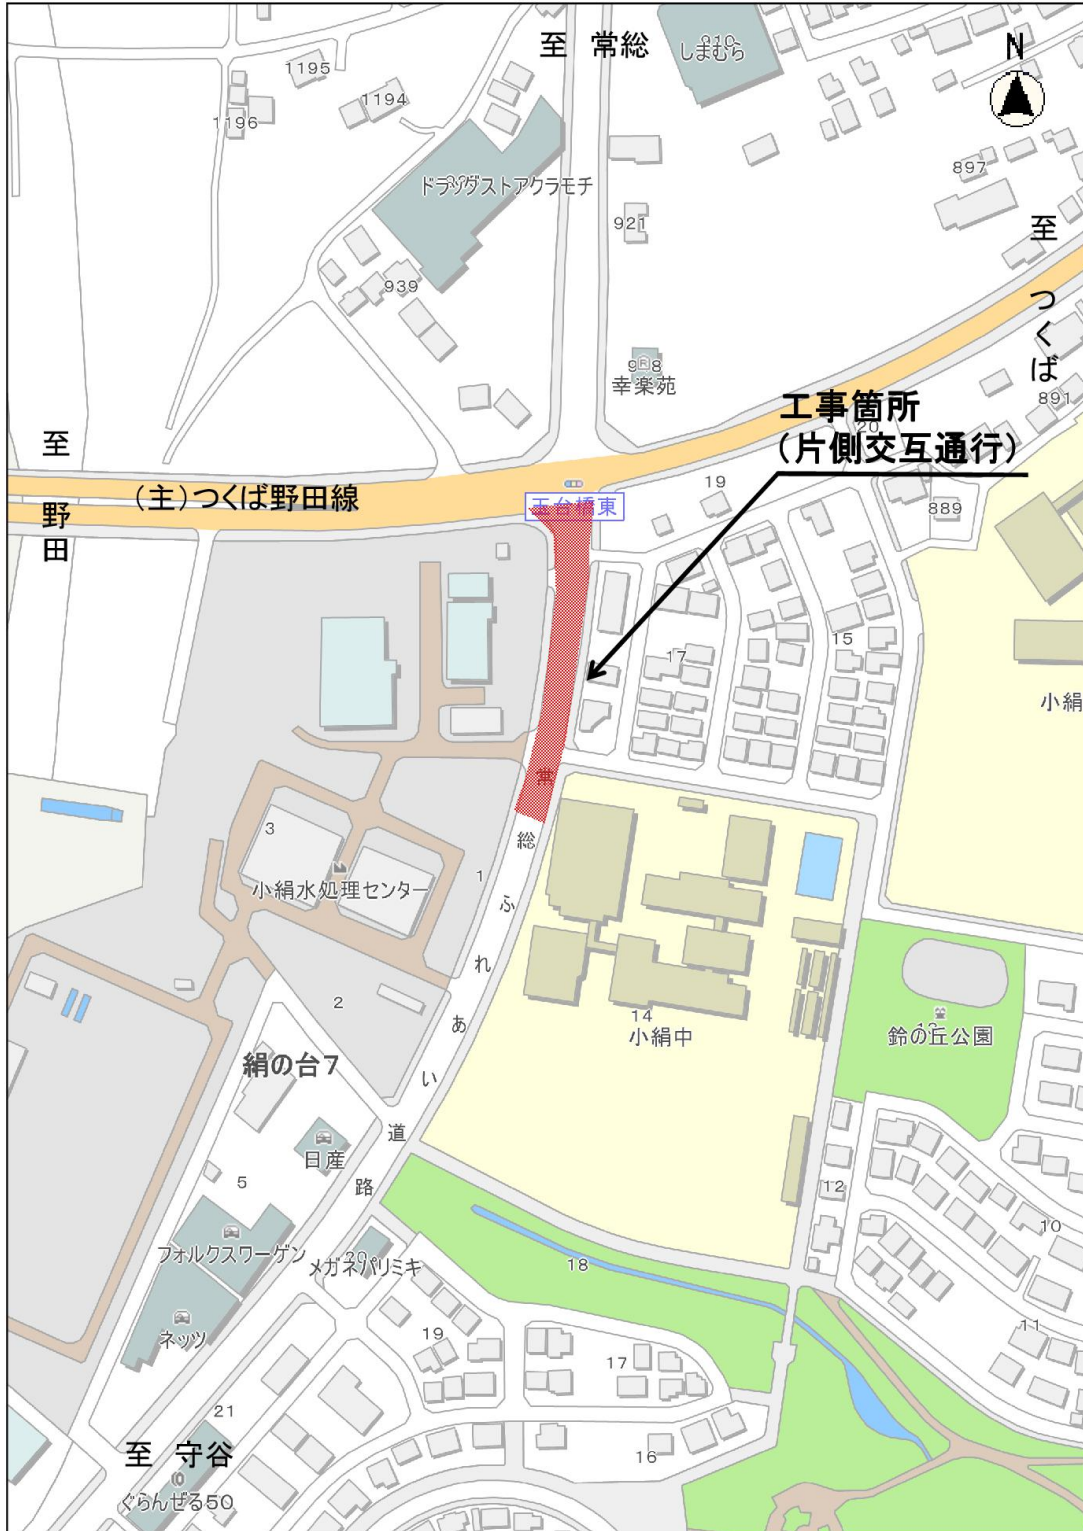 至 常総
しまむら
N
1195
1194
1196
ドラッグストアクラモチ
897
921
至
つくば
939
幸楽苑
891
工事箇所
(片側交互通行)
20
至
野田
(主)つくば野田線
19
889
玉台橋東
15
17
小絹
常総ふれあい道路
3
小絹水処理センター
1
2
14
小絹中
鈴の丘公園
絹の台7
日産
5
12
10
フォルクスワーゲン
メガネパリミキ
18
ネッツ
19
17
11
21
至 守谷
16
ぐらんぜる50